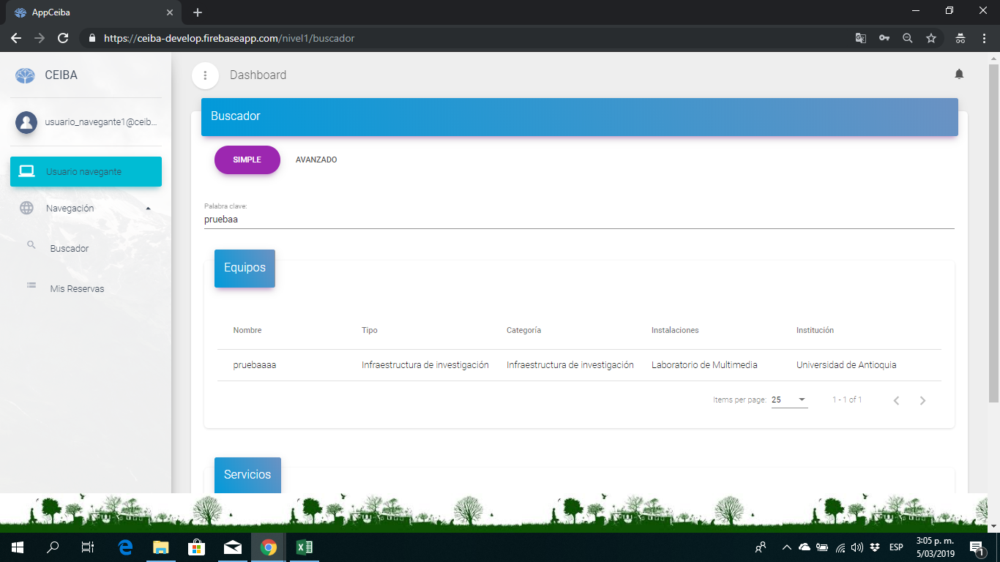 AppCeiba
https://ceiba-develop.firebaseapp.com/nivel1/buscador
CEIBA
usuario_navegante1@ceib...
Usuario navegante
Navegación
Buscador
Mis Reservas
Dashboard
Buscador
SIMPLE AVANZADO
Palabra clave:
pruebaa
Equipos
Nombre Tipo Categoría Instalaciones Institución
pruebaaaa Infraestructura de investigación Infraestructura de investigación Laboratorio de Multimedia Universidad de Antioquia
Items per page: 25 1 - 1 of 1
Servicios
ESP
3:05 p. m.
5/03/2019
1